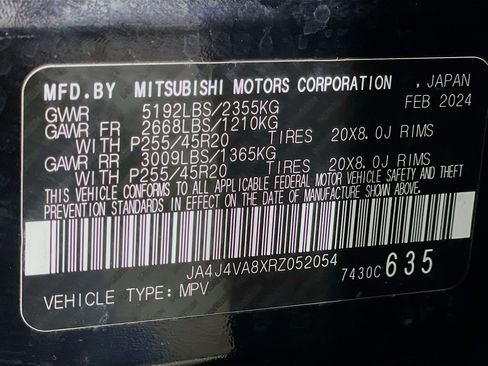 MFD.BY MITSUBISHI MOTORS CORPORATION , JAPAN
FEB 2024
GVWR 5192LBS/2355KG
GAWR FR 2668LBS/1210KG
WITH P255/45R20 TIRES 20X8.0J RIMS
GAWR RR 3009LBS/1365KG
WITH P255/45R20 TIRES 20X8.0J RIMS
THIS VEHICLE CONFORMS TO ALL APPLICABLE FEDERAL MOTOR VEHICLE SAFETY AND THEFT
PREVENTION STANDARDS IN EFFECT ON THE DATE OF MANUFACTURE SHOWN ABOVE.
JA4J4VA8XRZ052054
7430C 635
VEHICLE TYPE: MPV